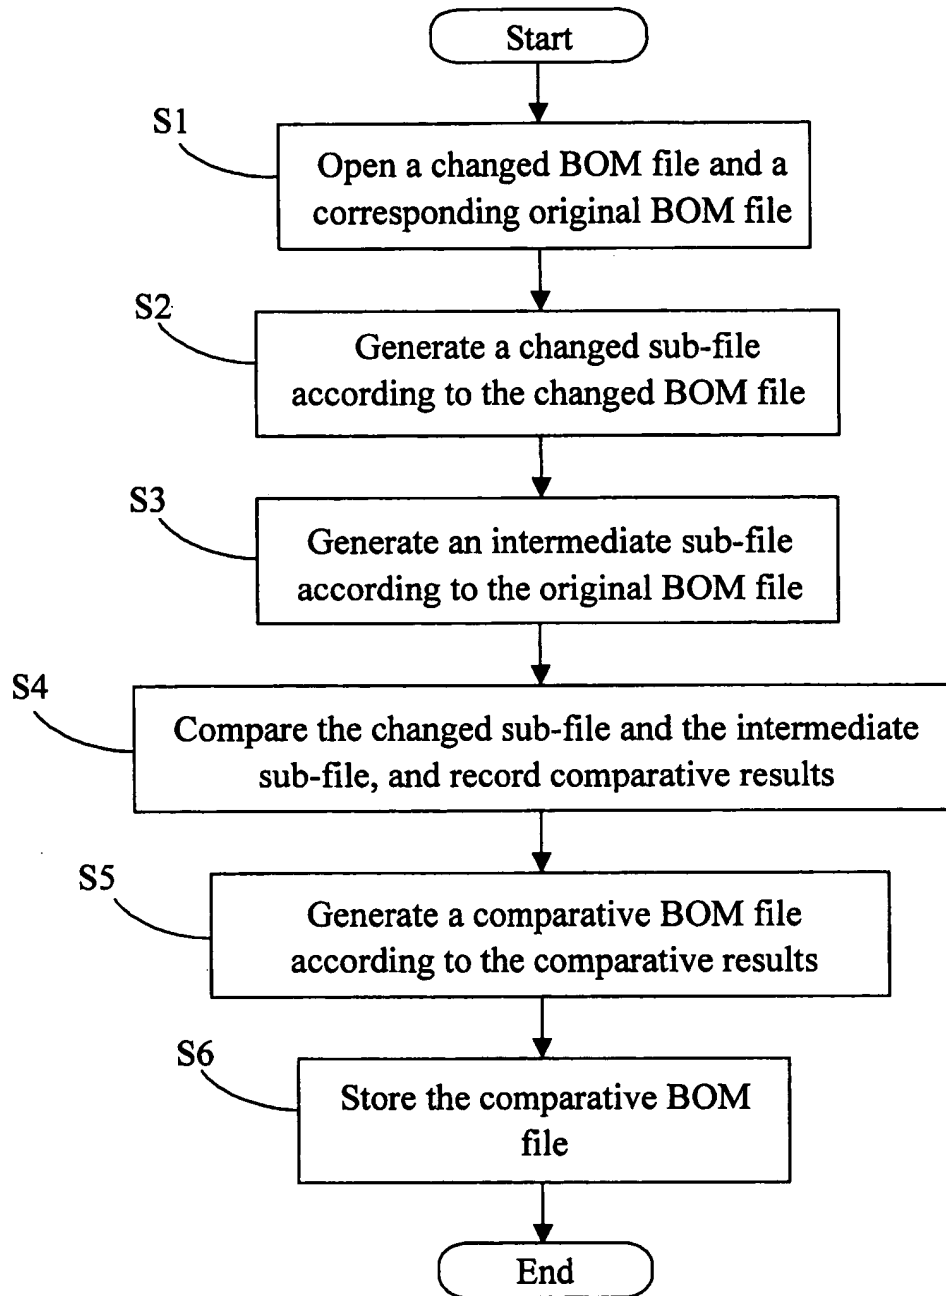 Start
S1
Open a changed BOM file and a
corresponding original BOM file
S2
Generate a changed sub-file
according to the changed BOM file
S3
Generate an intermediate sub-file
according to the original BOM file
S4
Compare the changed sub-file and the intermediate
sub-file, and record comparative results
S5
Generate a comparative BOM file
according to the comparative results
S6
Store the comparative BOM
file
End